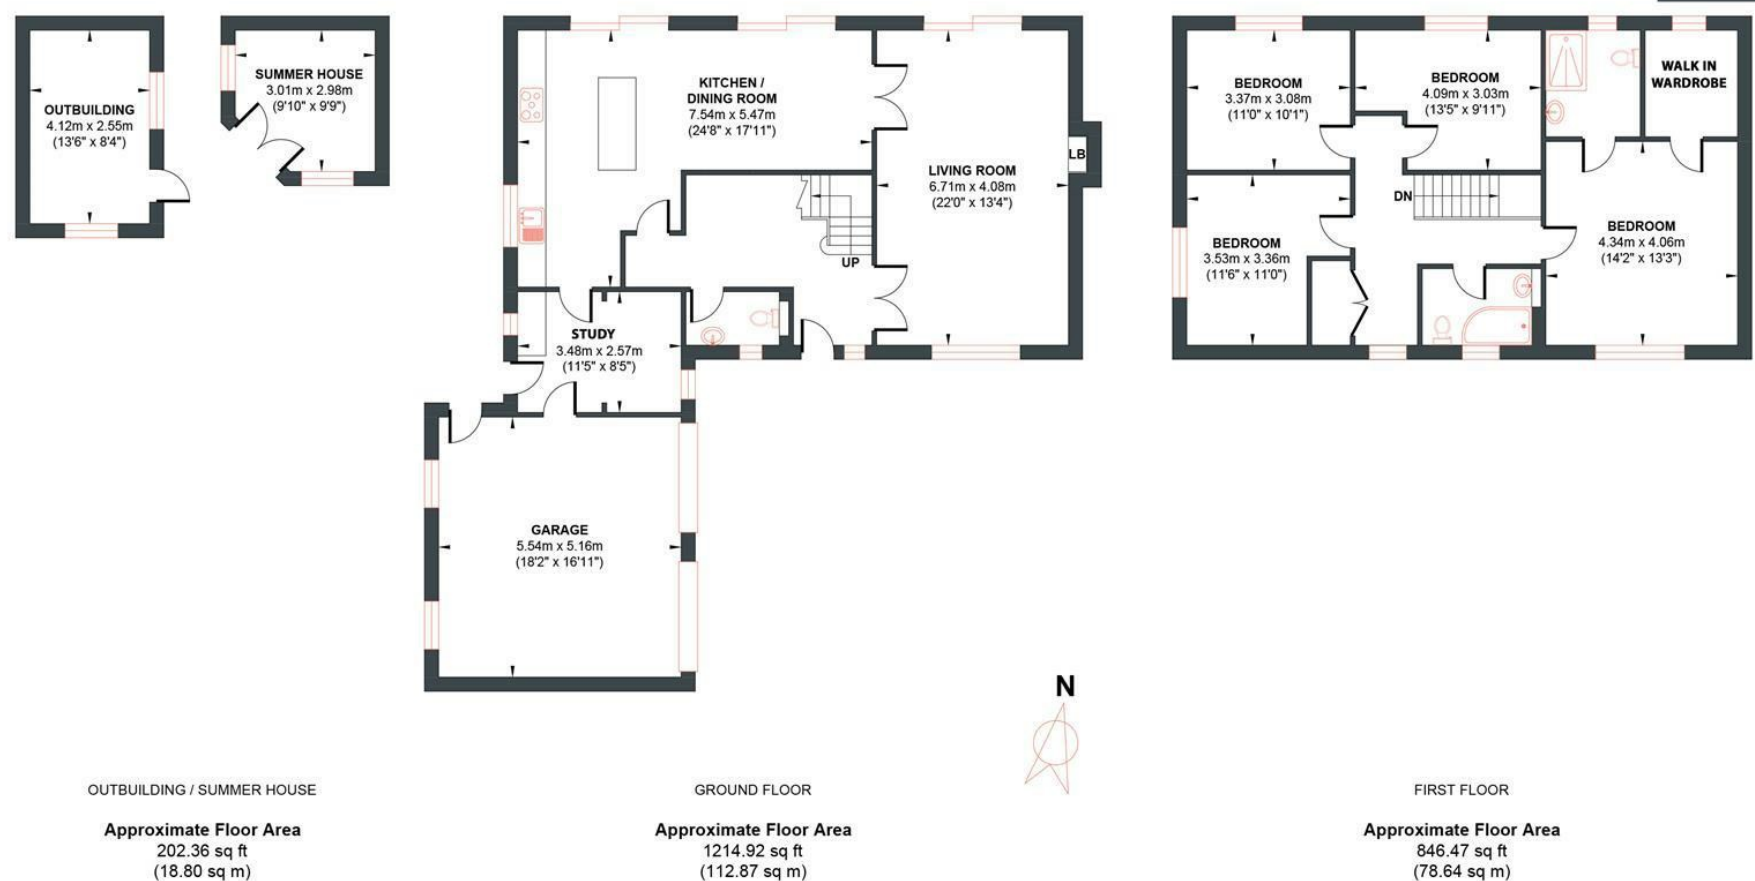 OUTBUILDING
4.12m x 2.55m
(13'6" x 8'4")
SUMMER HOUSE
3.01m x 2.98m
(9'10" x 9'9")
KITCHEN /
DINING ROOM
7.54m x 5.47m
(24'8" x 17'11")
LIVING ROOM
6.71m x 4.08m
(22'0" x 13'4")
LB
UP
STUDY
3.48m x 2.57m
(11'5" x 8'5")
GARAGE
5.54m x 5.16m
(18'2" x 16'11")
BEDROOM
3.37m x 3.08m
(11'0" x 10'1")
BEDROOM
4.09m x 3.03m
(13'5" x 9'11")
WALK IN
WARDROBE
DN
BEDROOM
3.53m x 3.36m
(11'6" x 11'0")
BEDROOM
4.34m x 4.06m
(14'2" x 13'3")
N
OUTBUILDING / SUMMER HOUSE
Approximate Floor Area
202.36 sq ft
(18.80 sq m)
GROUND FLOOR
Approximate Floor Area
1214.92 sq ft
(112.87 sq m)
FIRST FLOOR
Approximate Floor Area
846.47 sq ft
(78.64 sq m)